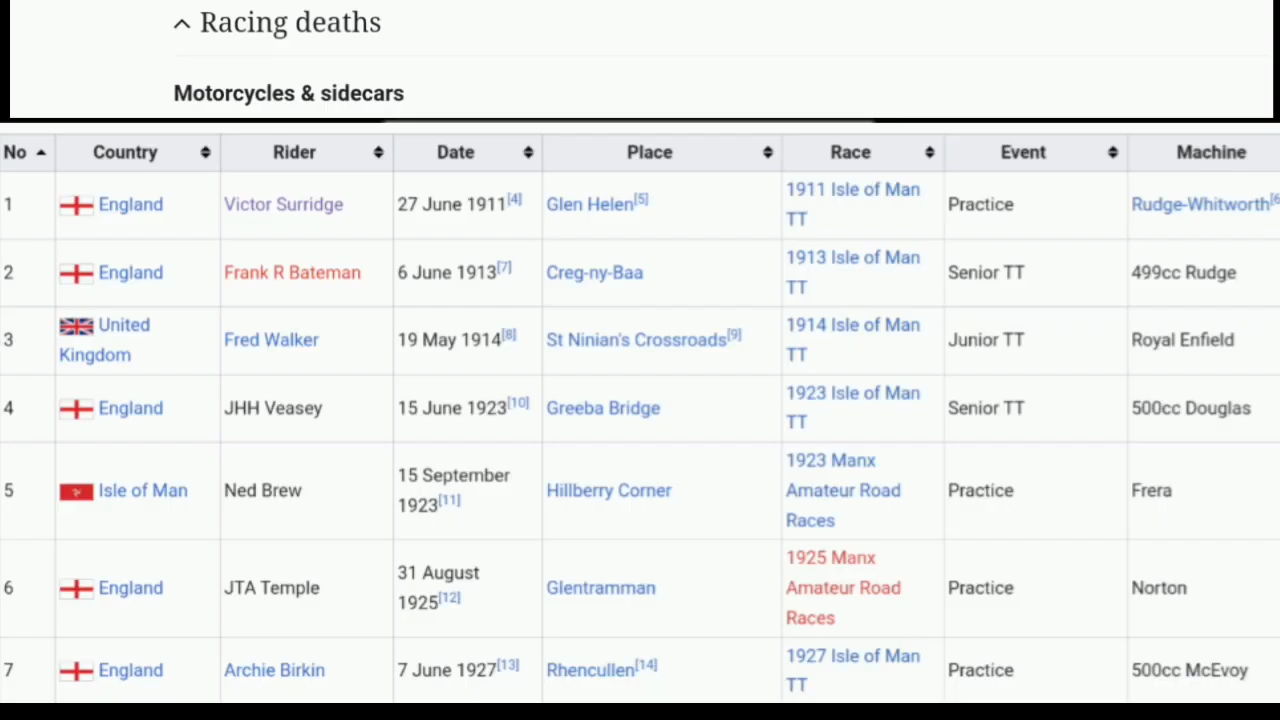 Racing deaths
Motorcycles & sidecars
No Country Rider Date Place Race Event Machine
1 England Victor Surridge 27 June 1911[4] Glen Helen[5] 1911 Isle of Man TT Practice Rudge-Whitworth[6
2 England Frank R Bateman 6 June 1913[7] Creg-ny-Baa 1913 Isle of Man TT Senior TT 499cc Rudge
3 United Kingdom Fred Walker 19 May 1914[8] St Ninian's Crossroads[9] 1914 Isle of Man TT Junior TT Royal Enfield
4 England JHH Veasey 15 June 1923[10] Greeba Bridge 1923 Isle of Man TT Senior TT 500cc Douglas
5 Isle of Man Ned Brew 15 September 1923[11] Hillberry Corner 1923 Manx Amateur Road Races Practice Frera
6 England JTA Temple 31 August 1925[12] Glentramman 1925 Manx Amateur Road Races Practice Norton
7 England Archie Birkin 7 June 1927[13] Rhencullen[14] 1927 Isle of Man TT Practice 500cc McEvoy